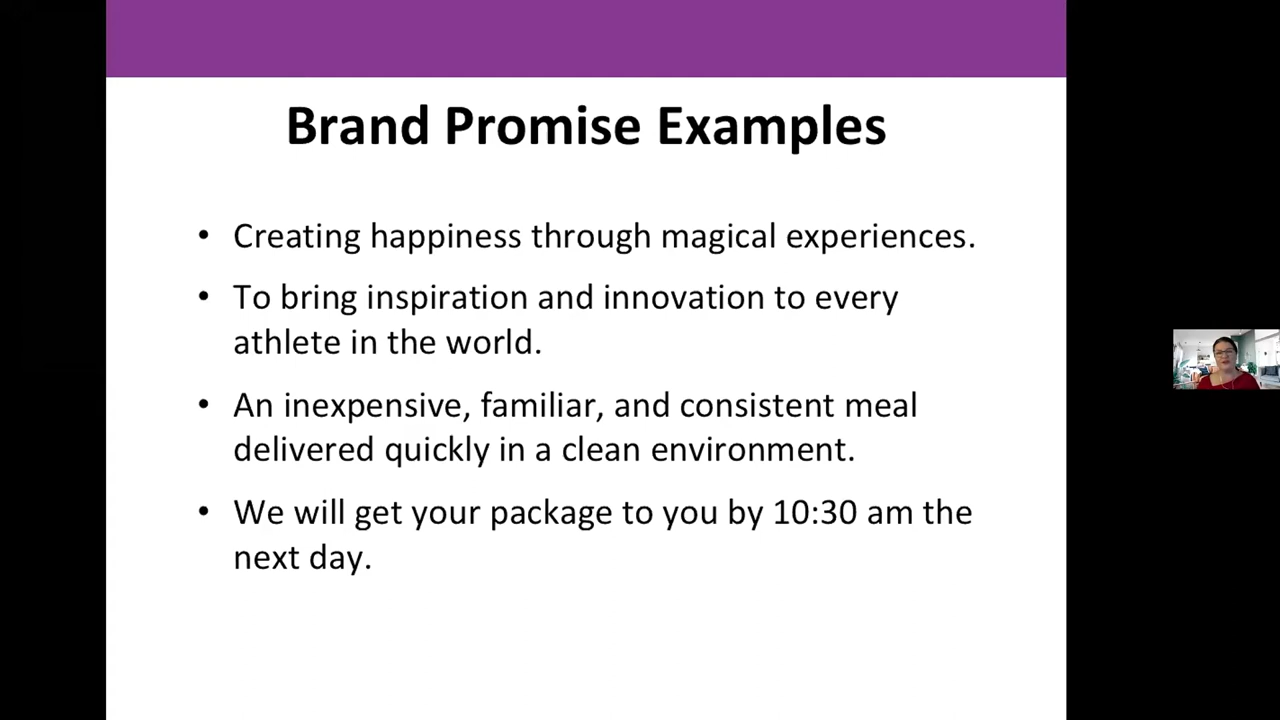 Brand Promise Examples
• Creating happiness through magical experiences.
• To bring inspiration and innovation to every
athlete in the world.
• An inexpensive, familiar, and consistent meal
delivered quickly in a clean environment.
• We will get your package to you by 10:30 am the
next day.